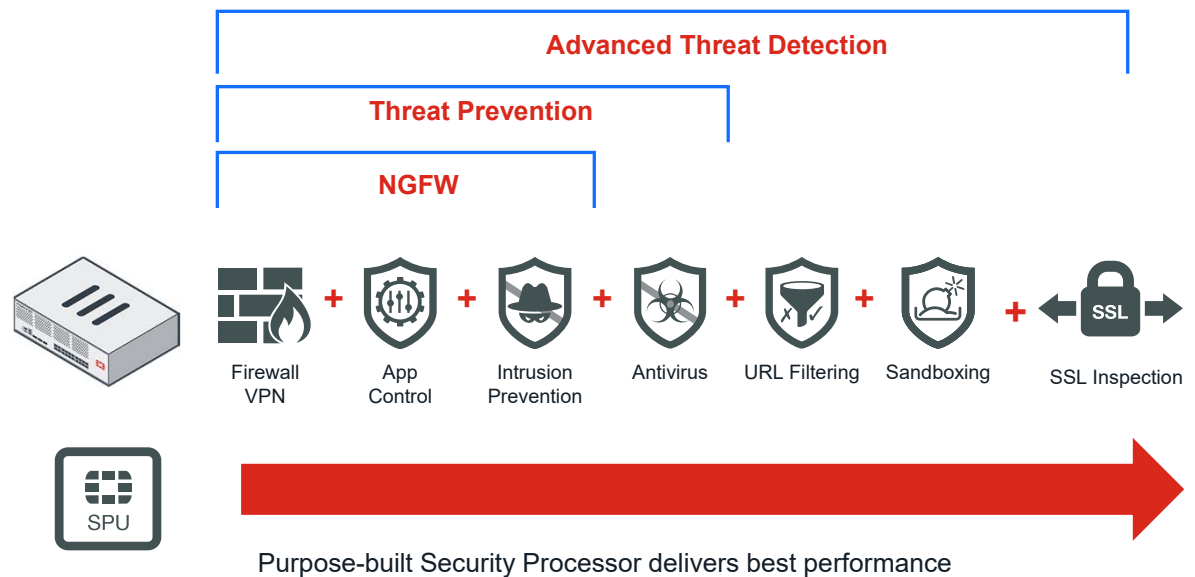 Advanced Threat Detection
Threat Prevention
NGFW
+ + + + + +
SSL
Firewall
VPN
App
Control
Intrusion
Prevention
Antivirus
URL Filtering
Sandboxing
SSL Inspection
SPU
Purpose-built Security Processor delivers best performance